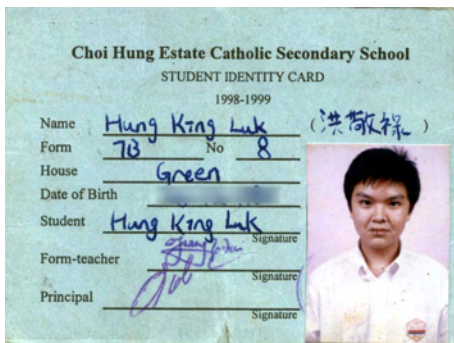 Choi Hung Estate Catholic Secondary School
STUDENT IDENTITY CARD
1998-1999
Name Hung King Luk (洪敬祿)
Form 7B No 8
House Green
Date of Birth
Student Hung King Luk
Signature
Form-teacher
Signature
Principal
Signature